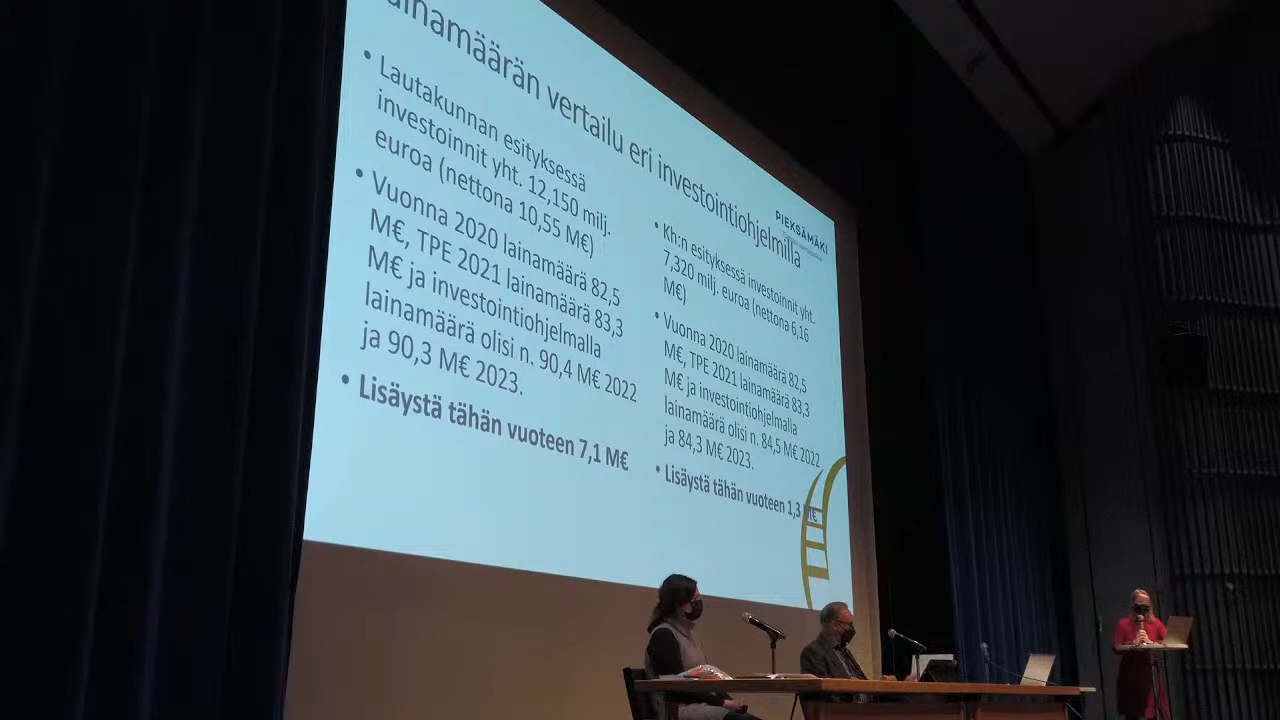 ainamäärän vertailu eri investointiohjelmilla
• Lautakunnan esityksessä
investoinnit yht. 12,150 milj.
euroa (nettona 10,55 M€)
• Vuonna 2020 lainamäärä 82,5
M€, TPE 2021 lainamäärä 83,3
M€ ja investointiohjelmalla
lainamäärä olisi n. 90,4 M€ 2022
ja 90,3 M€ 2023.
• Lisäystä tähän vuoteen 7,1 M€
PIEKSÄMÄKI
• Kh:n esityksessä investoinnit yht.
7,320 milj. euroa (nettona 6,16
M€)
• Vuonna 2020 lainamäärä 82,5
M€, TPE 2021 lainamäärä 83,3
M€ ja investointiohjelmalla
lainamäärä olisi n. 84,5 M€ 2022
ja 84,3 M€ 2023.
• Lisäystä tähän vuoteen 1,3 M€